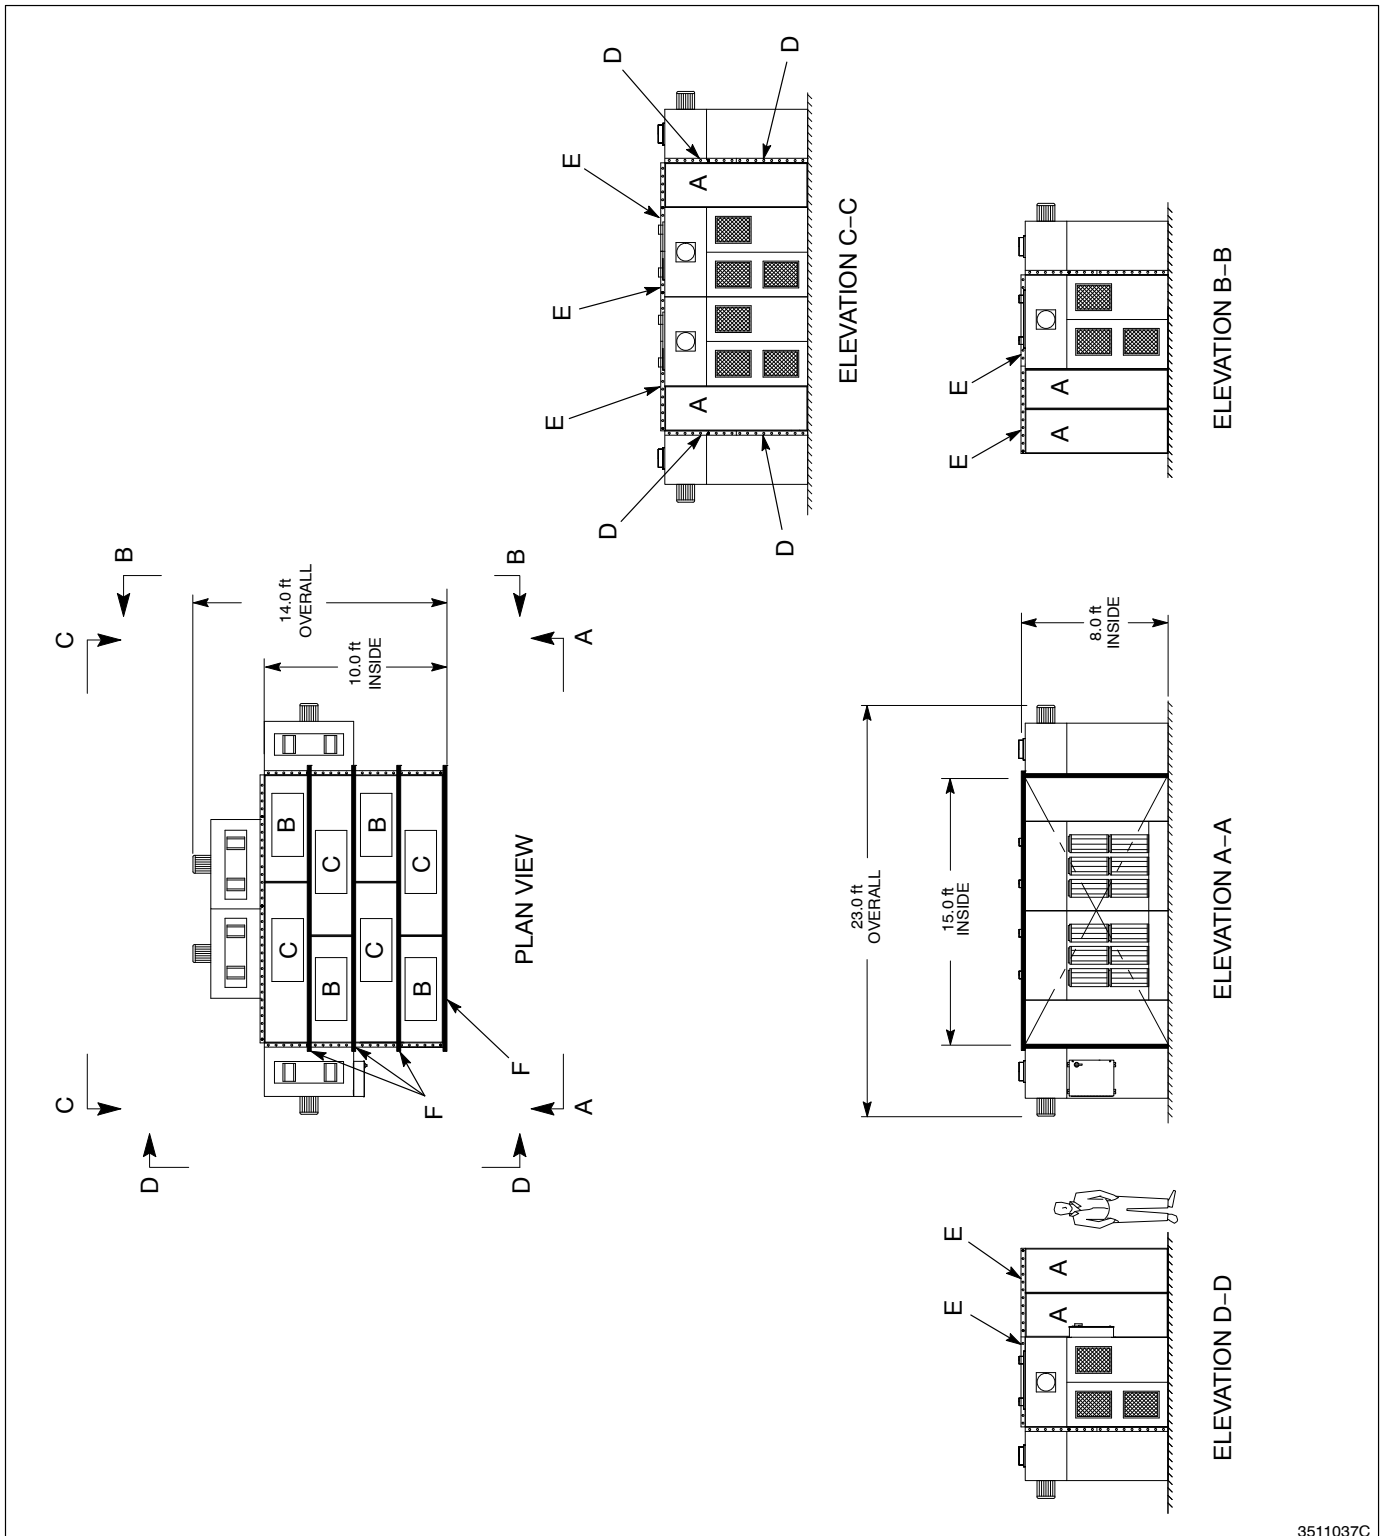 C
C
B
D
14.0 ft
OVERALL
10.0 ft
INSIDE
C
B
B
C
C
B
B
C
F
F
D
B
A
A
PLAN VIEW
E
E
E
D
D
A
A
D
D
ELEVATION C–C
E
E
A
A
ELEVATION D–D
23.0 ft
OVERALL
15.0 ft
INSIDE
8.0 ft
INSIDE
ELEVATION A–A
E
E
A
A
ELEVATION B–B
3511037C